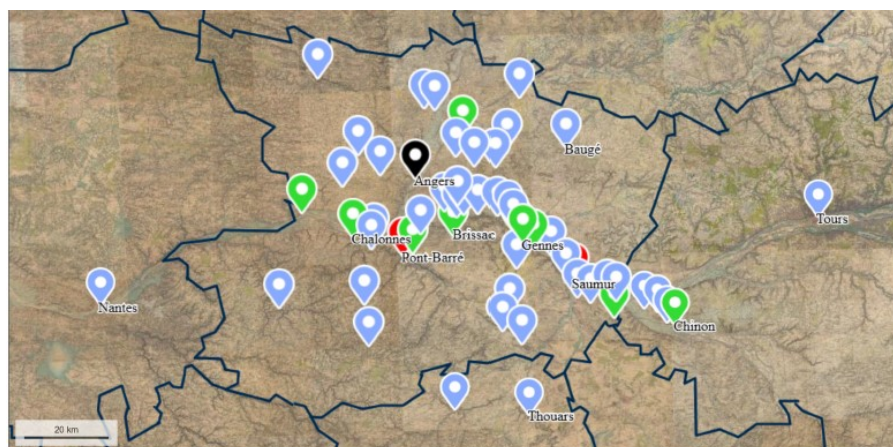 Baugé
Angers
Tours
Chalonnes
Brissac
Gennes
Pont-Barré
Saumur
Nantes
Chinon
Thouars
20 km